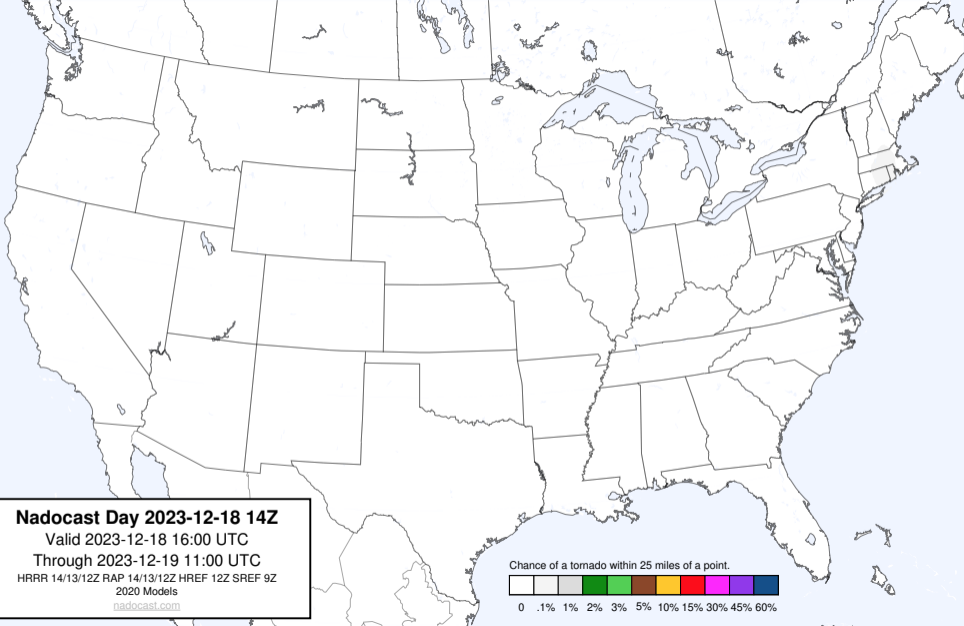 Nadocast Day 2023-12-18 14Z
Valid 2023-12-18 16:00 UTC
Through 2023-12-19 11:00 UTC
HRRR 14/13/12Z RAP 14/13/12Z HREF 12Z SREF 9Z
2020 Models
nadocast.com
Chance of a tornado within 25 miles of a point.
0 .1% 1% 2% 3% 5% 10% 15% 30% 45% 60%